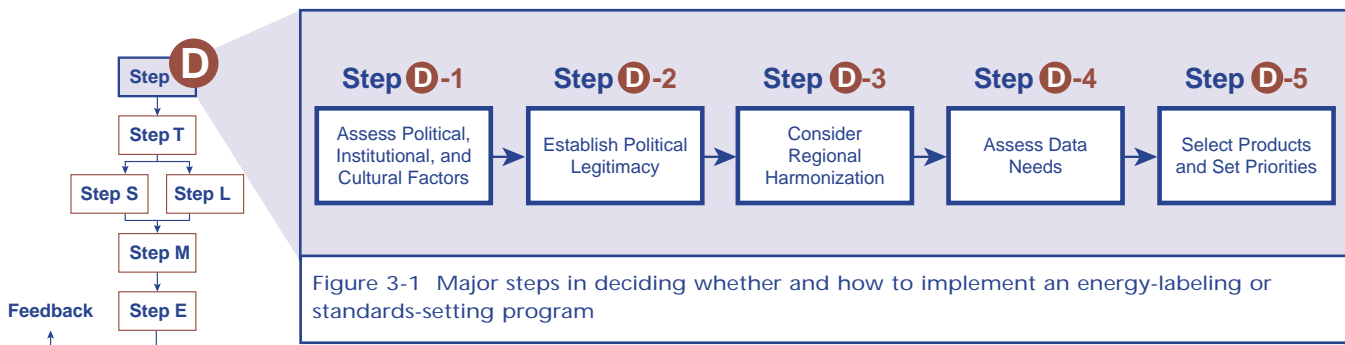 Step D
Step T
Step S
Step L
Step M
Step E
Feedback
Step D-1
Assess Political,
Institutional, and
Cultural Factors
Step D-2
Establish Political
Legitimacy
Step D-3
Consider
Regional
Harmonization
Step D-4
Assess Data
Needs
Step D-5
Select Products
and Set Priorities
Figure 3-1 Major steps in deciding whether and how to implement an energy-labeling or
standards-setting program